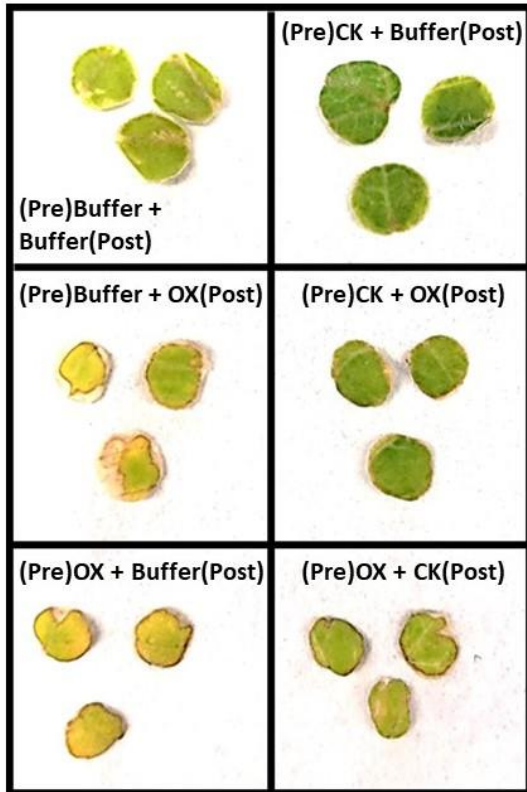 (Pre)CK + Buffer(Post)
(Pre)Buffer +
Buffer(Post)
(Pre)Buffer + OX(Post)
(Pre)CK + OX(Post)
(Pre)OX + Buffer(Post)
(Pre)OX + CK(Post)